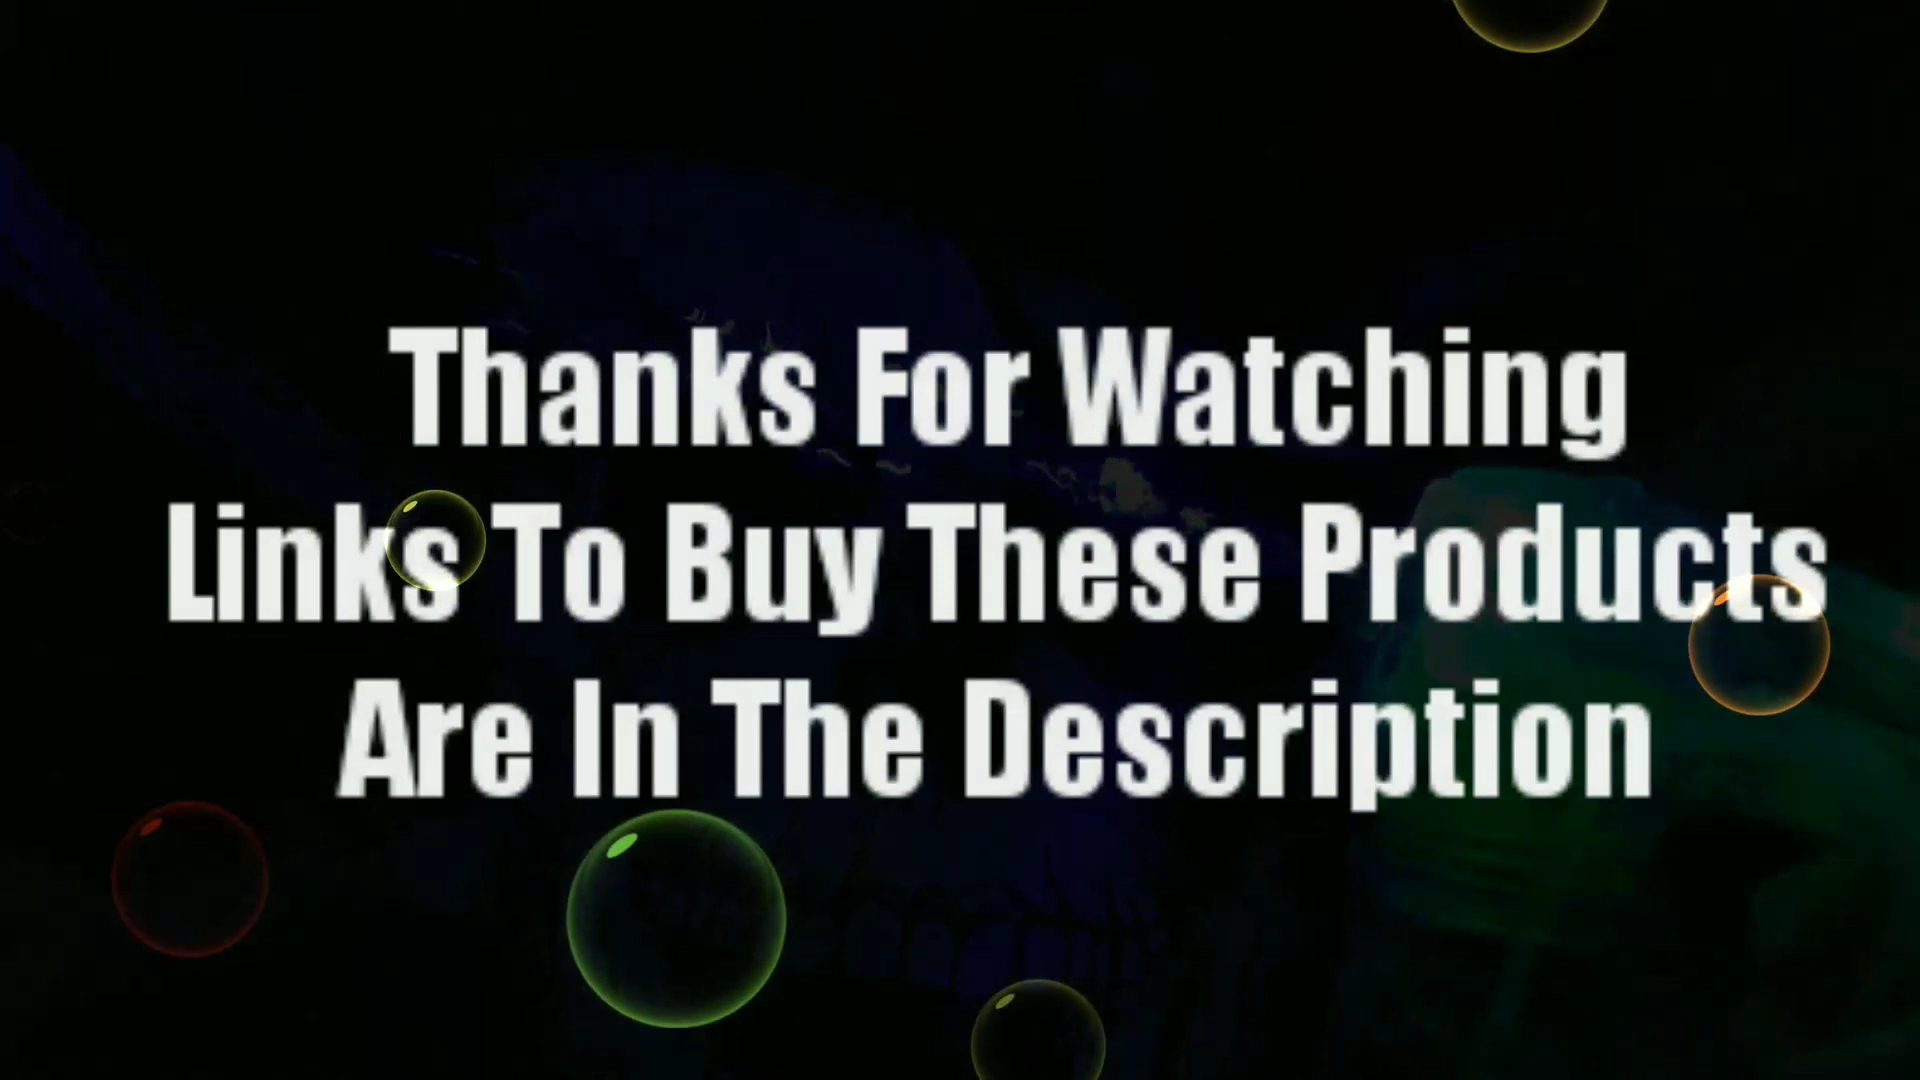 Thanks For Watching
Links To Buy These Products
Are In The Description